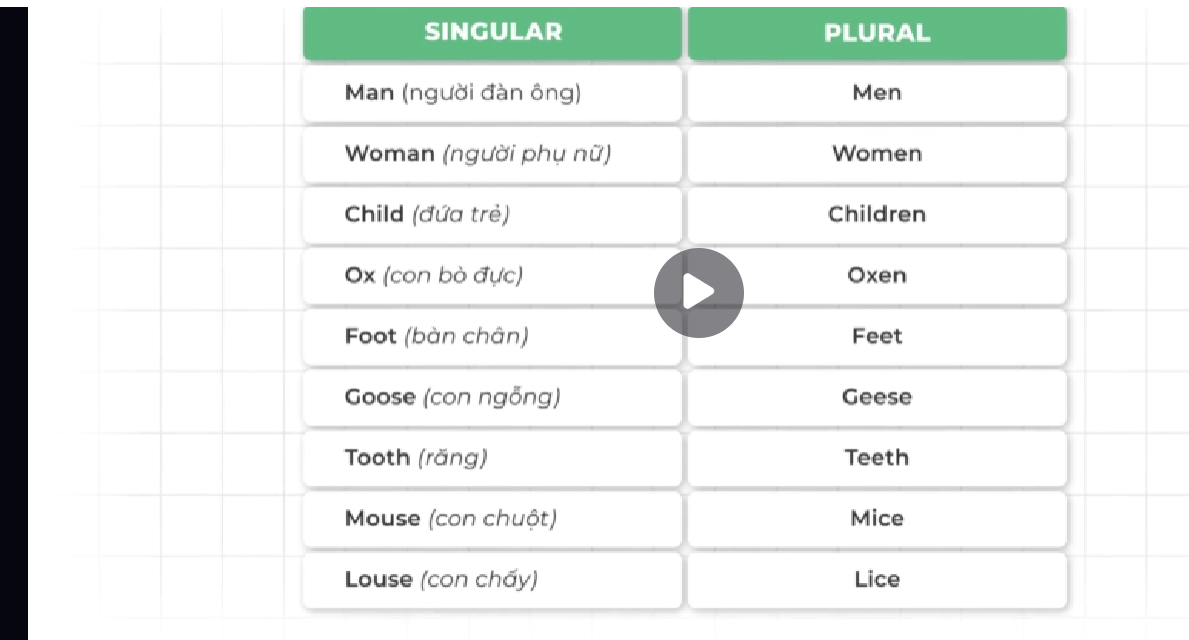 SINGULAR PLURAL
Man (người đàn ông) Men
Woman (người phụ nữ) Women
Child (đứa trẻ) Children
Ox (con bò đực) Oxen
Foot (bàn chân) Feet
Goose (con ngỗng) Geese
Tooth (răng) Teeth
Mouse (con chuột) Mice
Louse (con chấy) Lice